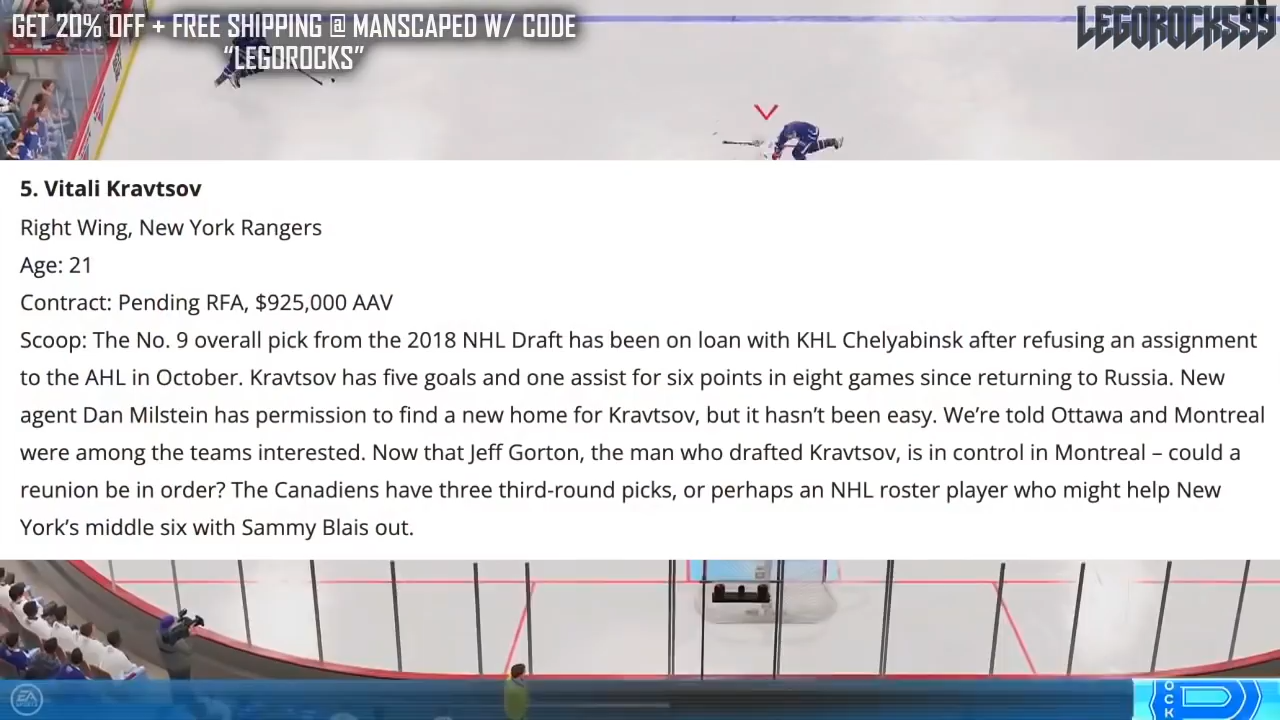 GET 20% OFF + FREE SHIPPING @ MANSCAPED W/ CODE
“LEGOROCKS”
LEGOROCKS99
5. Vitali Kravtsov
Right Wing, New York Rangers
Age: 21
Contract: Pending RFA, $925,000 AAV
Scoop: The No. 9 overall pick from the 2018 NHL Draft has been on loan with KHL Chelyabinsk after refusing an assignment
to the AHL in October. Kravtsov has five goals and one assist for six points in eight games since returning to Russia. New
agent Dan Milstein has permission to find a new home for Kravtsov, but it hasn’t been easy. We’re told Ottawa and Montreal
were among the teams interested. Now that Jeff Gorton, the man who drafted Kravtsov, is in control in Montreal – could a
reunion be in order? The Canadiens have three third-round picks, or perhaps an NHL roster player who might help New
York’s middle six with Sammy Blais out.
EA
SPORTS
OCK